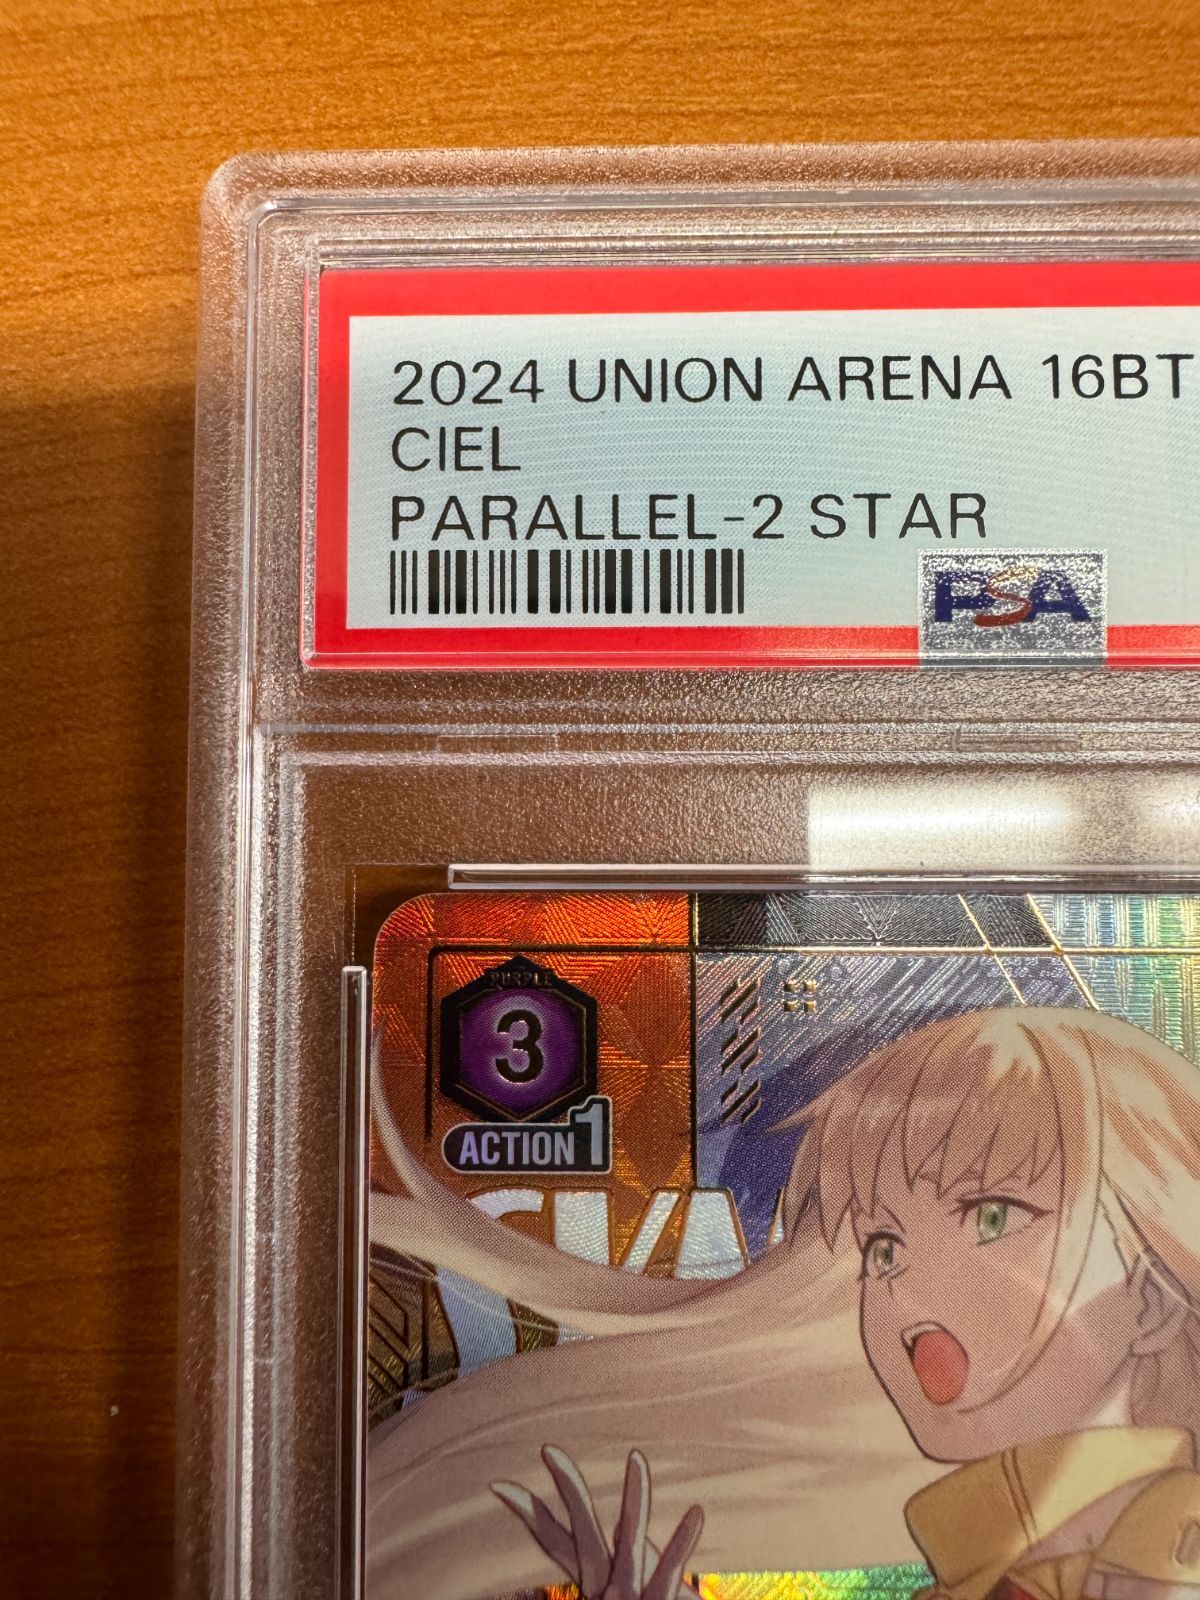 2024 UNION ARENA 16BT
CIEL
PARALLEL-2 STAR
PSA
PURPLE
3
ACTION 1